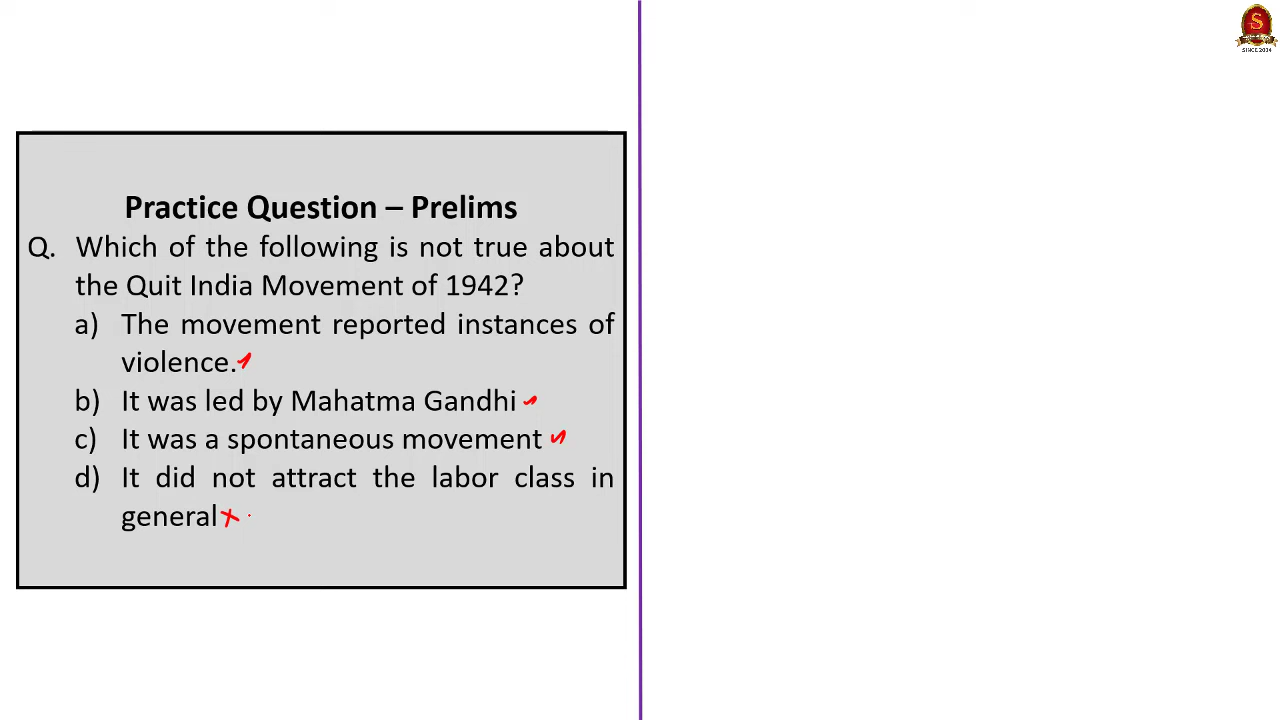 S
SINCE 2004
Practice Question – Prelims
Q. Which of the following is not true about
the Quit India Movement of 1942?
a) The movement reported instances of
violence.
b) It was led by Mahatma Gandhi
c) It was a spontaneous movement
d) It did not attract the labor class in
general